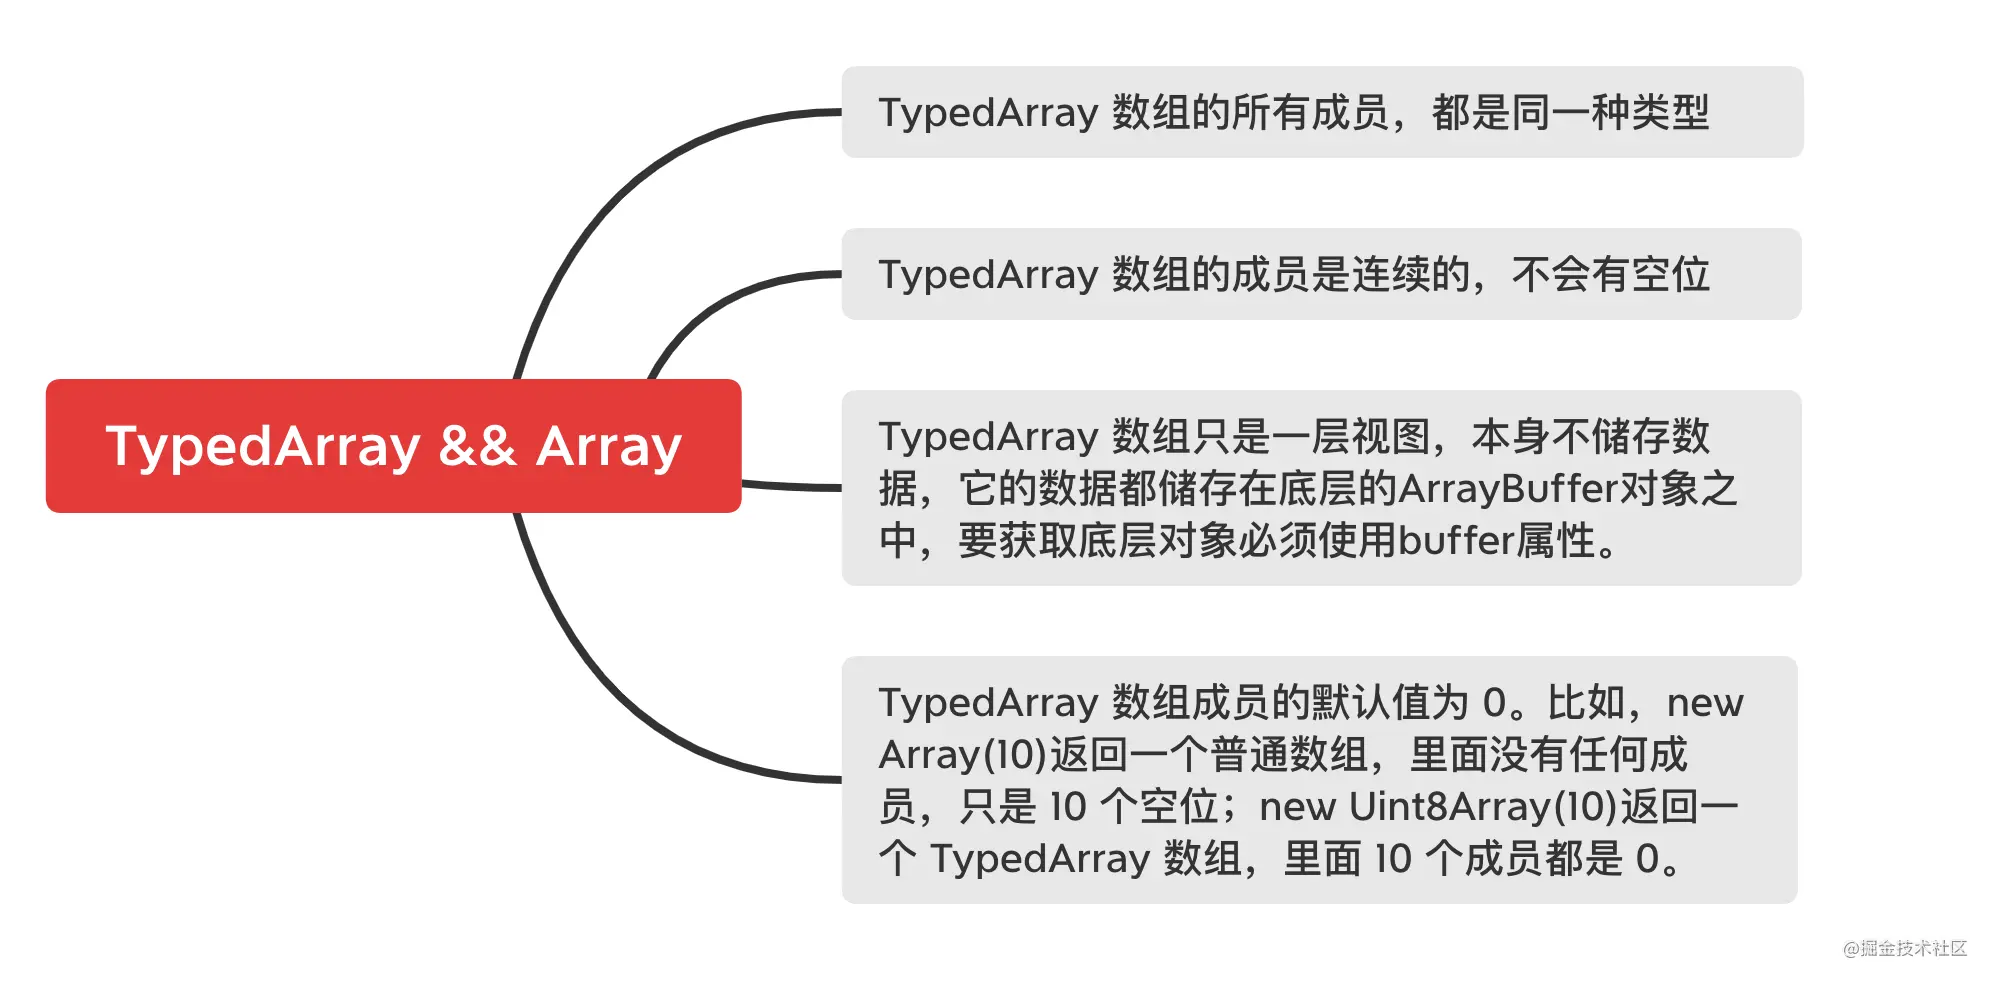 TypedArray 数组的所有成员，都是同一种类型
TypedArray 数组的成员是连续的，不会有空位
TypedArray && Array
TypedArray 数组只是一层视图，本身不储存数
据，它的数据都储存在底层的ArrayBuffer对象之
中，要获取底层对象必须使用buffer属性。
TypedArray 数组成员的默认值为 0。比如，new
Array(10)返回一个普通数组，里面没有任何成
员，只是 10 个空位；new Uint8Array(10)返回一
个 TypedArray 数组，里面 10 个成员都是 0。
@掘金技术社区